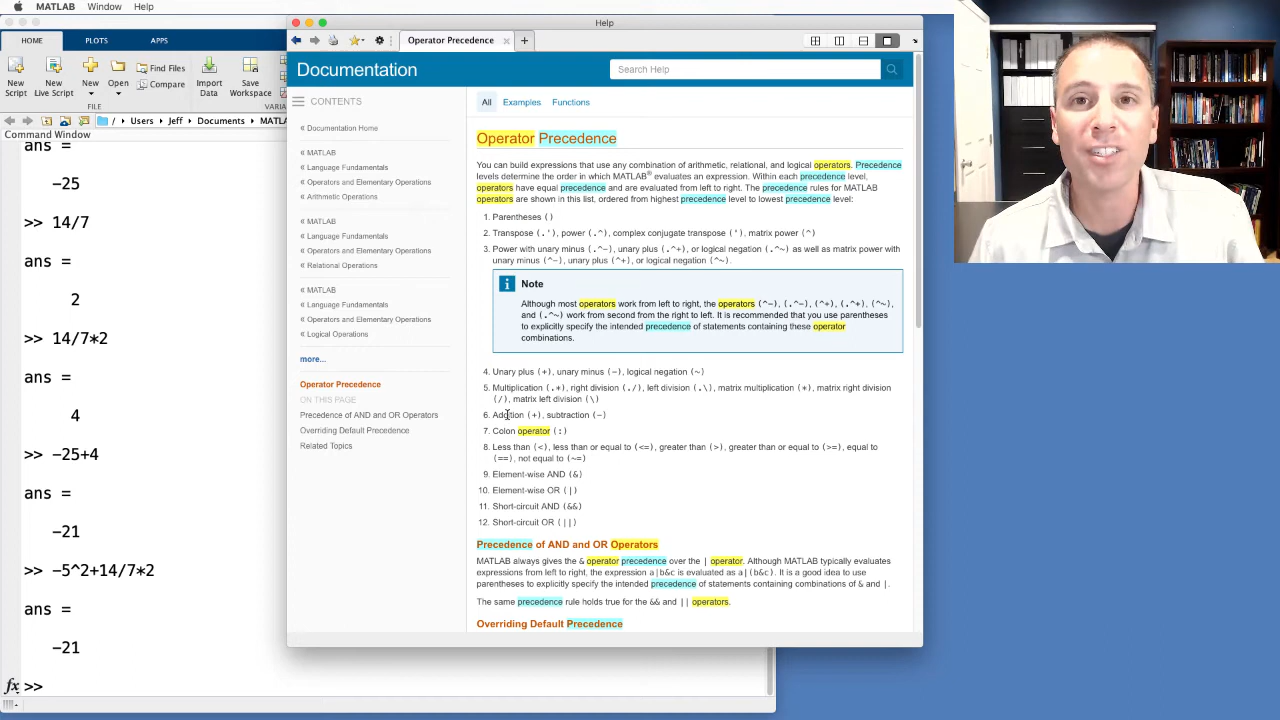 MATLAB Window Help
HOME PLOTS APPS
New Script
New Live Script
New
Open
Find Files
Compare
Import Data
Save Workspace
FILE
/ Users Jeff Documents
Command Window
ans =
-25
>> 14/7
ans =
2
>> 14/7*2
ans =
4
>> -25+4
ans =
-21
>> -5^2+14/7*2
ans =
-21
fx >>
Help
Operator Precedence
Documentation
Search Help
CONTENTS
« Documentation Home
« MATLAB
« Language Fundamentals
« Operators and Elementary Operations
« Arithmetic Operations
« MATLAB
« Language Fundamentals
« Operators and Elementary Operations
« Relational Operations
« MATLAB
« Language Fundamentals
« Operators and Elementary Operations
« Logical Operations
more...
Operator Precedence
ON THIS PAGE
Precedence of AND and OR Operators
Overriding Default Precedence
Related Topics
All Examples Functions
Operator Precedence
You can build expressions that use any combination of arithmetic, relational, and logical operators. Precedence
levels determine the order in which MATLAB® evaluates an expression. Within each precedence level,
operators have equal precedence and are evaluated from left to right. The precedence rules for MATLAB
operators are shown in this list, ordered from highest precedence level to lowest precedence level:
1. Parentheses ()
2. Transpose (.'), power (.^), complex conjugate transpose ('), matrix power (^)
3. Power with unary minus (.^-), unary plus (.^+), or logical negation (.^~) as well as matrix power with
unary minus (^-), unary plus (^+), or logical negation (^~).
Note
Although most operators work from left to right, the operators (^-), (.^-), (^+), (.^+), (^~),
and (.^~) work from second from the right to left. It is recommended that you use parentheses
to explicitly specify the intended precedence of statements containing these operator
combinations.
4. Unary plus (+), unary minus (-), logical negation (~)
5. Multiplication (.*), right division (./), left division (.\), matrix multiplication (*), matrix right division
(/), matrix left division (\)
6. Addition (+), subtraction (-)
7. Colon operator (:)
8. Less than (<), less than or equal to (<=), greater than (>), greater than or equal to (>=), equal to
(==), not equal to (~=)
9. Element-wise AND (&)
10. Element-wise OR (|)
11. Short-circuit AND (&&)
12. Short-circuit OR (||)
Precedence of AND and OR Operators
MATLAB always gives the & operator precedence over the | operator. Although MATLAB typically evaluates
expressions from left to right, the expression a|b&c is evaluated as a|(b&c). It is a good idea to use
parentheses to explicitly specify the intended precedence of statements containing combinations of & and |.
The same precedence rule holds true for the && and || operators.
Overriding Default Precedence